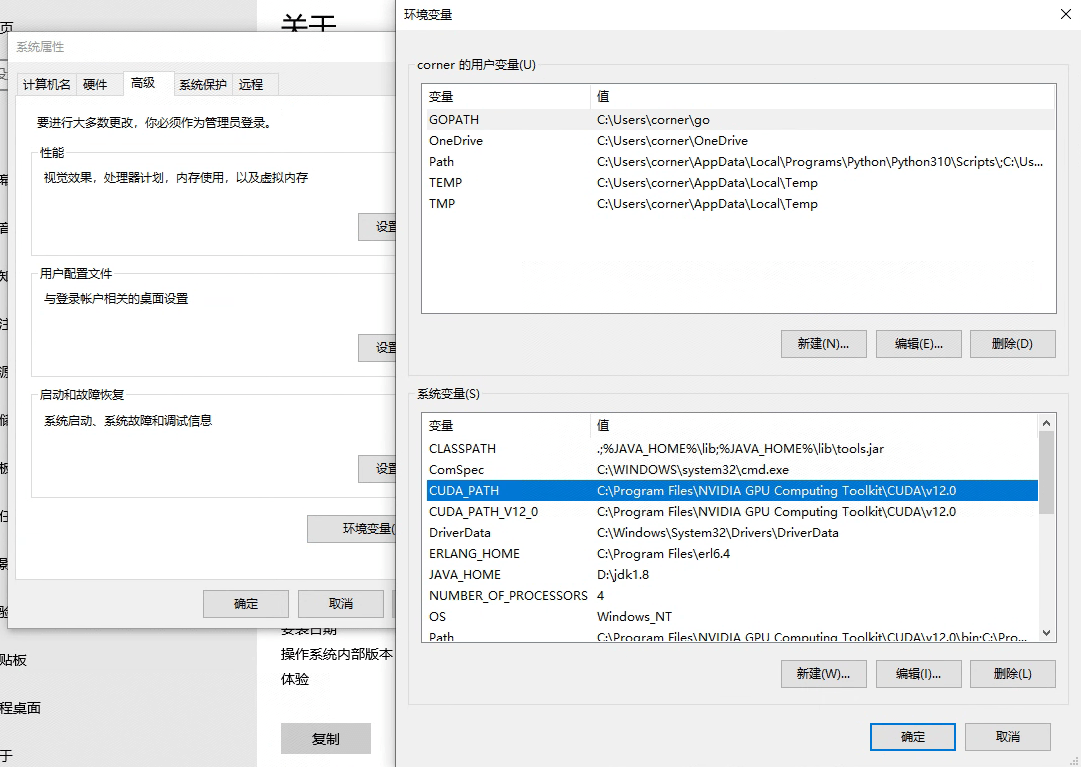 关于
系统属性
计算机名 硬件 高级 系统保护 远程
要进行大多数更改，你必须作为管理员登录。
性能
视觉效果，处理器计划，内存使用，以及虚拟内存
设置
用户配置文件
与登录帐户相关的桌面设置
设置
启动和故障恢复
系统启动、系统故障和调试信息
设置
环境变量(
确定 取消
安装日期
操作系统内部版本
体验
复制
贴板
程桌面
于
环境变量
corner 的用户变量(U)
变量 值
GOPATH C:\Users\corner\go
OneDrive C:\Users\corner\OneDrive
Path C:\Users\corner\AppData\Local\Programs\Python\Python310\Scripts\;C:\Us...
TEMP C:\Users\corner\AppData\Local\Temp
TMP C:\Users\corner\AppData\Local\Temp
新建(N)... 编辑(E)... 删除(D)
系统变量(S)
变量 值
CLASSPATH .;%JAVA_HOME%\lib;%JAVA_HOME%\lib\tools.jar
ComSpec C:\WINDOWS\system32\cmd.exe
CUDA_PATH C:\Program Files\NVIDIA GPU Computing Toolkit\CUDA\v12.0
CUDA_PATH_V12_0 C:\Program Files\NVIDIA GPU Computing Toolkit\CUDA\v12.0
DriverData C:\Windows\System32\Drivers\DriverData
ERLANG_HOME C:\Program Files\erl6.4
JAVA_HOME D:\jdk1.8
NUMBER_OF_PROCESSORS 4
OS Windows_NT
Path C:\Program Files\NVIDIA GPU Computing Toolkit\CUDA\v12.0\bin;C:\Pro...
新建(W)... 编辑(I)... 删除(L)
确定 取消